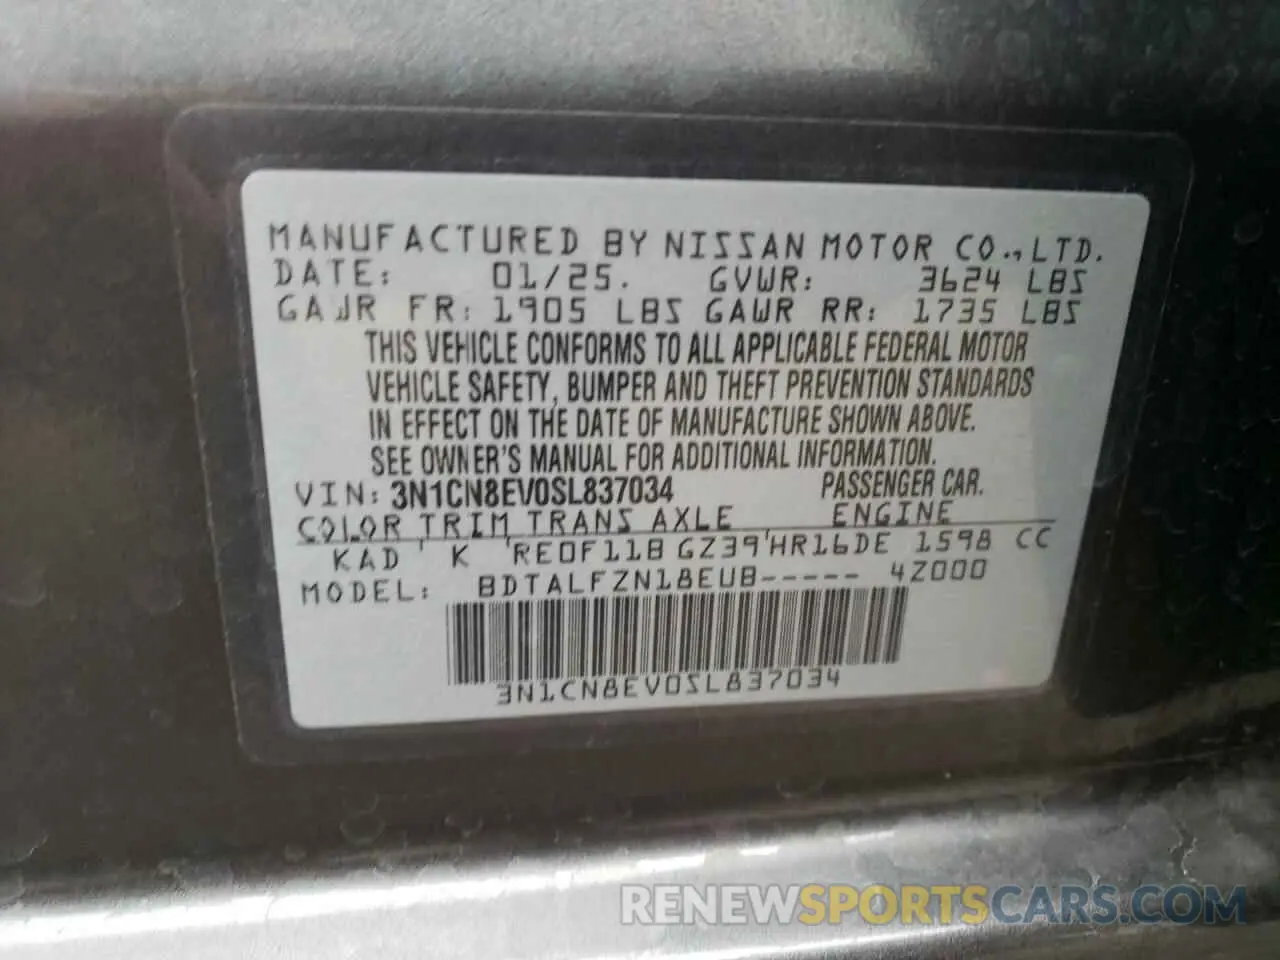 MANUFACTURED BY NISSAN MOTOR CO., LTD.
DATE: 01/25. GVWR: 3624 LBS
GAWR FR: 1905 LBS GAWR RR: 1735 LBS
THIS VEHICLE CONFORMS TO ALL APPLICABLE FEDERAL MOTOR
VEHICLE SAFETY, BUMPER AND THEFT PREVENTION STANDARDS
IN EFFECT ON THE DATE OF MANUFACTURE SHOWN ABOVE.
SEE OWNER'S MANUAL FOR ADDITIONAL INFORMATION.
VIN: 3N1CN8EV0SL837034 PASSENGER CAR.
COLOR TRIM TRANS AXLE ENGINE
KAD K RE0F11B GZ39 HR16DE 1598 CC
MODEL: BDTALFZN18EUB----- 4Z000
3N1CN8EV0SL837034
RENEWSPORTSCARS.COM